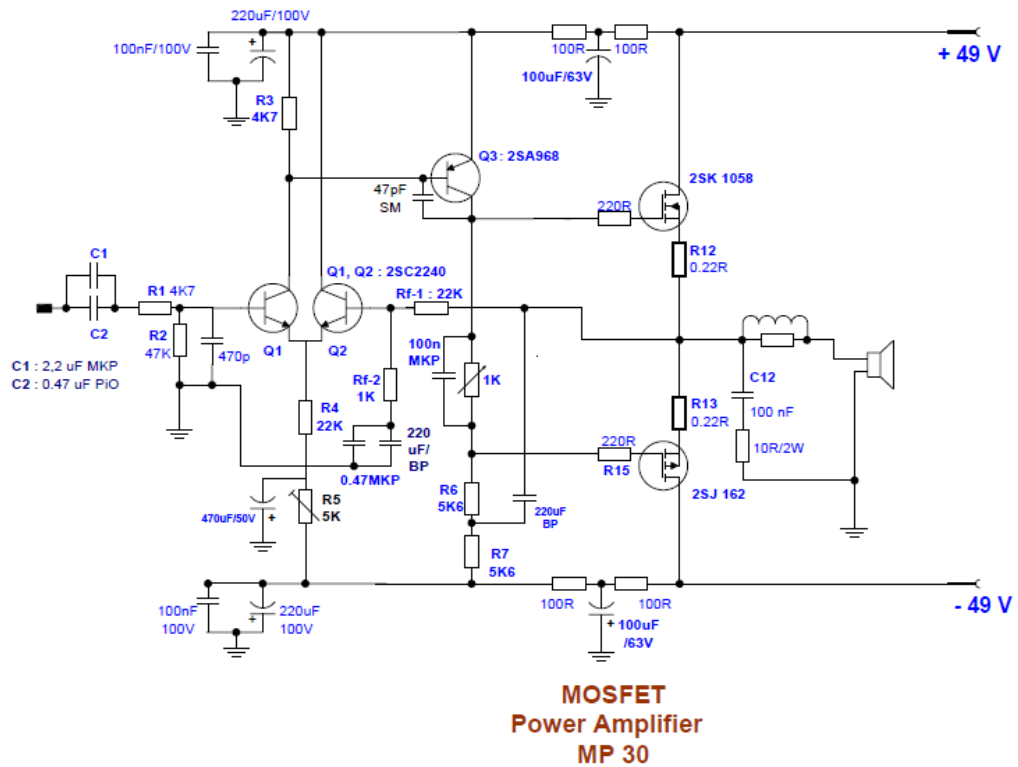 220uF/100V
100nF/100V
+
100R
100R
+
100uF/63V
+ 49 V
R3
4K7
Q3: 2SA968
47pF
SM
2SK 1058
220R
R12
0.22R
C1
Q1, Q2 : 2SC2240
R1 4K7
Rf-1 : 22K
C2
R2
47K
470p
Q1
Q2
100n
MKP
1K
C1 : 2,2 uF MKP
C2 : 0.47 uF PiO
Rf-2
1K
C12
100 nF
R4
22K
R13
0.22R
220
uF/
BP
220R
R15
10R/2W
0.47MKP
R5
5K
R6
5K6
2SJ 162
470uF/50V
+
220uF
BP
R7
5K6
100nF
100V
+
220uF
100V
100R
100R
+
100uF
/63V
- 49 V
MOSFET
Power Amplifier
MP 30